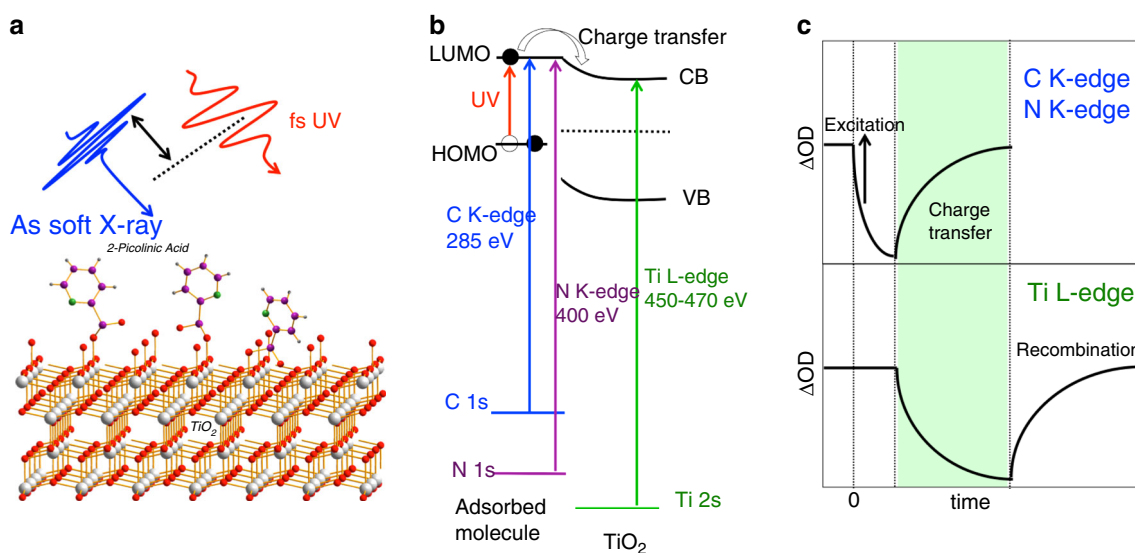 a
fs UV
As soft X-ray
2-Picolinic Acid
TiO2
b
LUMO
Charge transfer
CB
UV
HOMO
VB
C K-edge
285 eV
N K-edge
400 eV
Ti L-edge
450-470 eV
C 1s
N 1s
Ti 2s
Adsorbed
molecule
TiO2
c
C K-edge
N K-edge
Excitation
ΔOD
Charge
transfer
Ti L-edge
Recombination
ΔOD
0
time